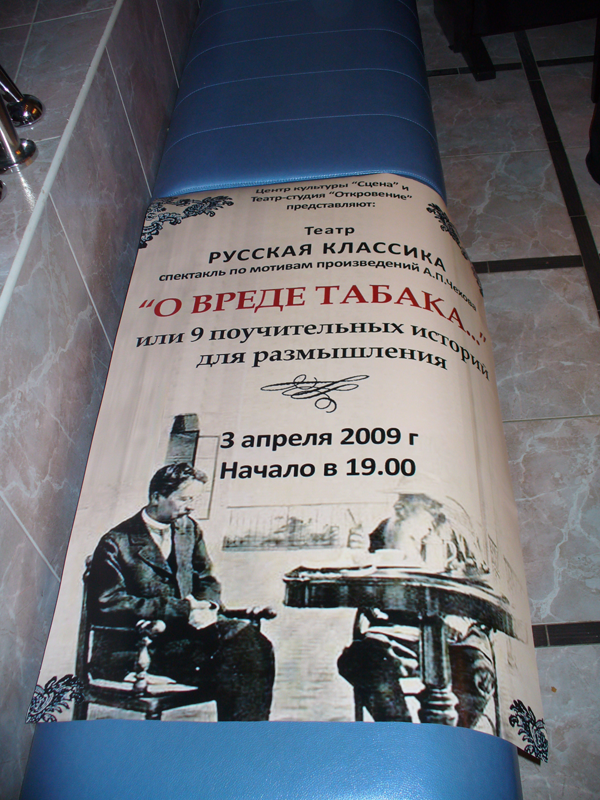 Центр культуры "Сцена" и
Театр-студия "Откровение"
представляют:
Театр
РУССКАЯ КЛАССИКА
спектакль по мотивам произведений А.П.Чехова
"О ВРЕДЕ ТАБАКА..."
или 9 поучительных историй
для размышления
3 апреля 2009 г
Начало в 19.00